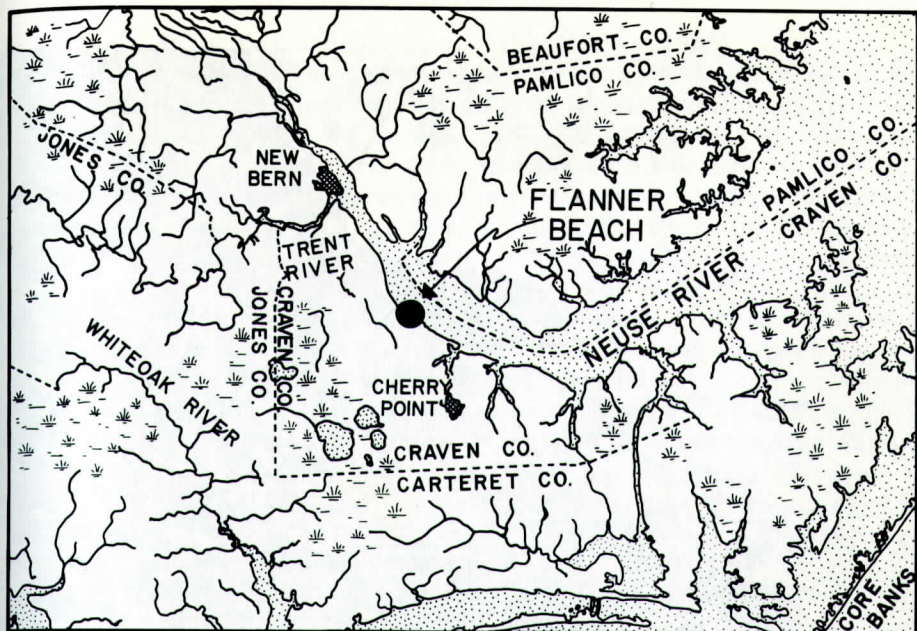 BEAUFORT CO.
PAMLICO CO.
JONES CO.
NEW
BERN
FLANNER
BEACH
PAMLICO CO.
CRAVEN CO.
TRENT
RIVER
NEUSE RIVER
CRAVEN CO.
JONES CO.
WHITEOAK
RIVER
CHERRY
POINT
CRAVEN CO.
CARTERET CO.
CORE
BANKS